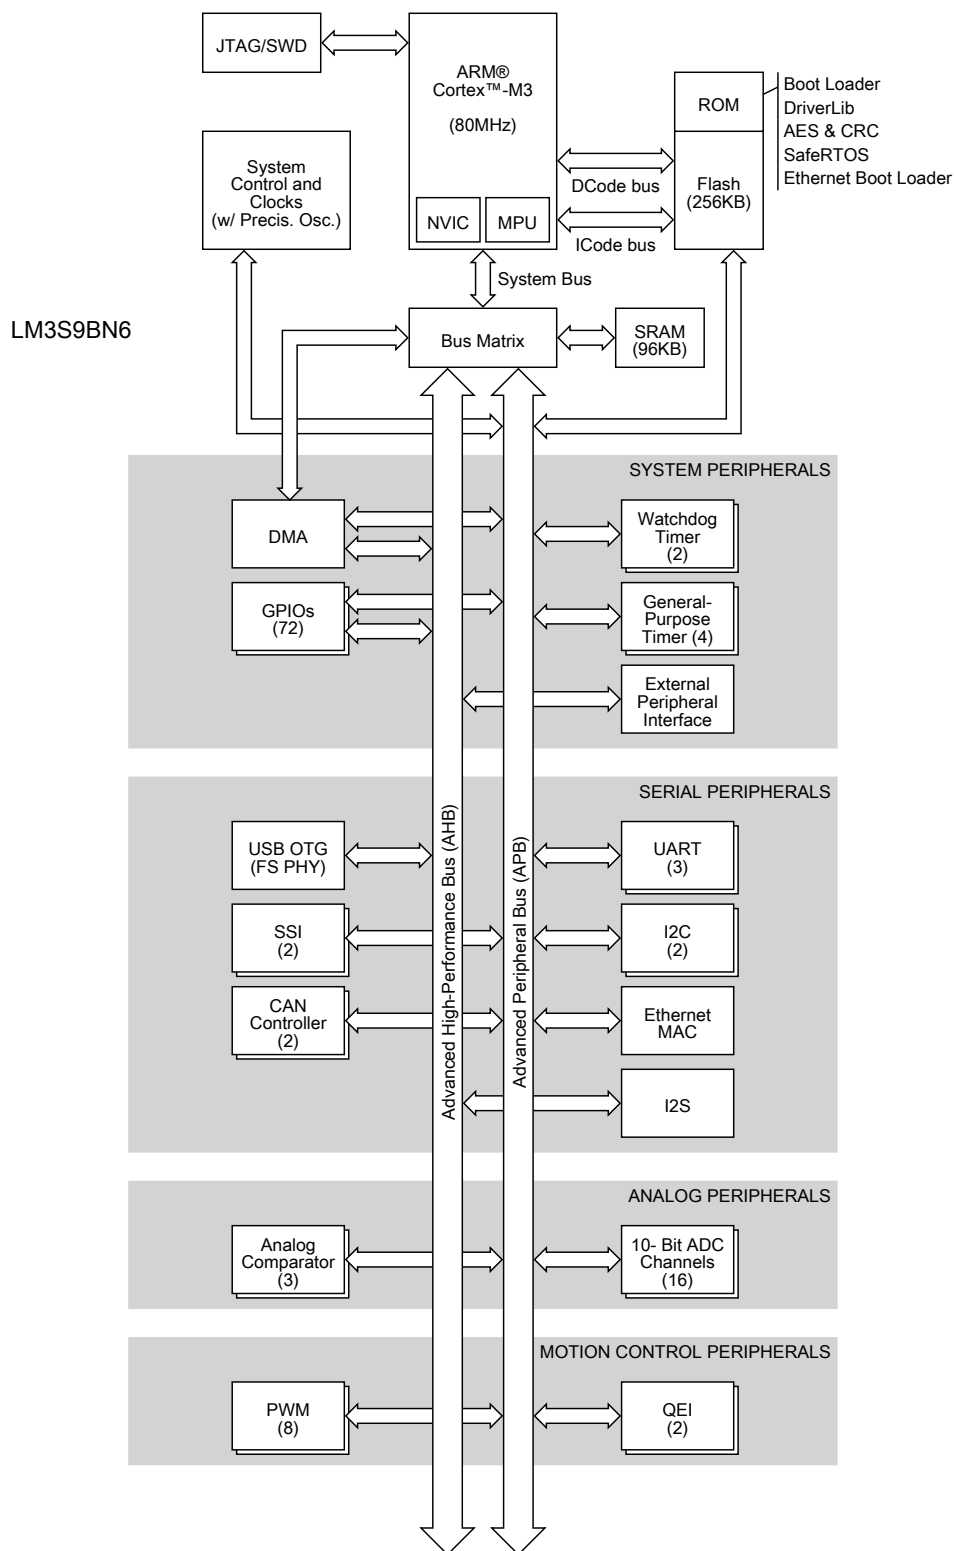 JTAG/SWD
ARM®
Cortex™-M3
(80MHz)
NVIC
MPU
ROM
Flash
(256KB)
Boot Loader
DriverLib
AES & CRC
SafeRTOS
Ethernet Boot Loader
System
Control and
Clocks
(w/ Precis. Osc.)
DCode bus
ICode bus
System Bus
LM3S9BN6
Bus Matrix
SRAM
(96KB)
SYSTEM PERIPHERALS
DMA
Watchdog
Timer
(2)
GPIOs
(72)
General-
Purpose
Timer (4)
External
Peripheral
Interface
Advanced High-Performance Bus (AHB)
Advanced Peripheral Bus (APB)
SERIAL PERIPHERALS
USB OTG
(FS PHY)
UART
(3)
SSI
(2)
I2C
(2)
CAN
Controller
(2)
Ethernet
MAC
I2S
ANALOG PERIPHERALS
Analog
Comparator
(3)
10- Bit ADC
Channels
(16)
MOTION CONTROL PERIPHERALS
PWM
(8)
QEI
(2)